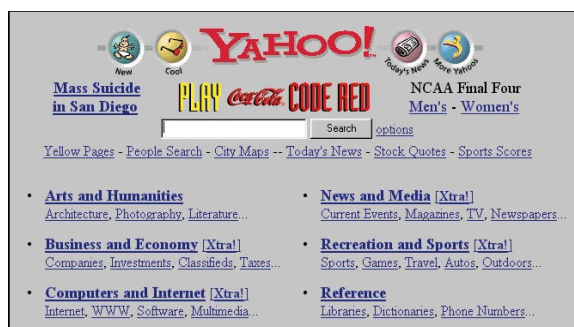 New
Cool
YAHOO!
Today's News
More Yahoos
Mass Suicide
in San Diego
PLAY Coca-Cola CODE RED
NCAA Final Four
Men's - Women's
Search options
Yellow Pages - People Search - City Maps -- Today's News - Stock Quotes - Sports Scores
• Arts and Humanities
Architecture, Photography, Literature...
• News and Media [Xtra!]
Current Events, Magazines, TV, Newspapers...
• Business and Economy [Xtra!]
Companies, Investments, Classifieds, Taxes...
• Recreation and Sports [Xtra!]
Sports, Games, Travel, Autos, Outdoors...
• Computers and Internet [Xtra!]
Internet, WWW, Software, Multimedia...
• Reference
Libraries, Dictionaries, Phone Numbers...